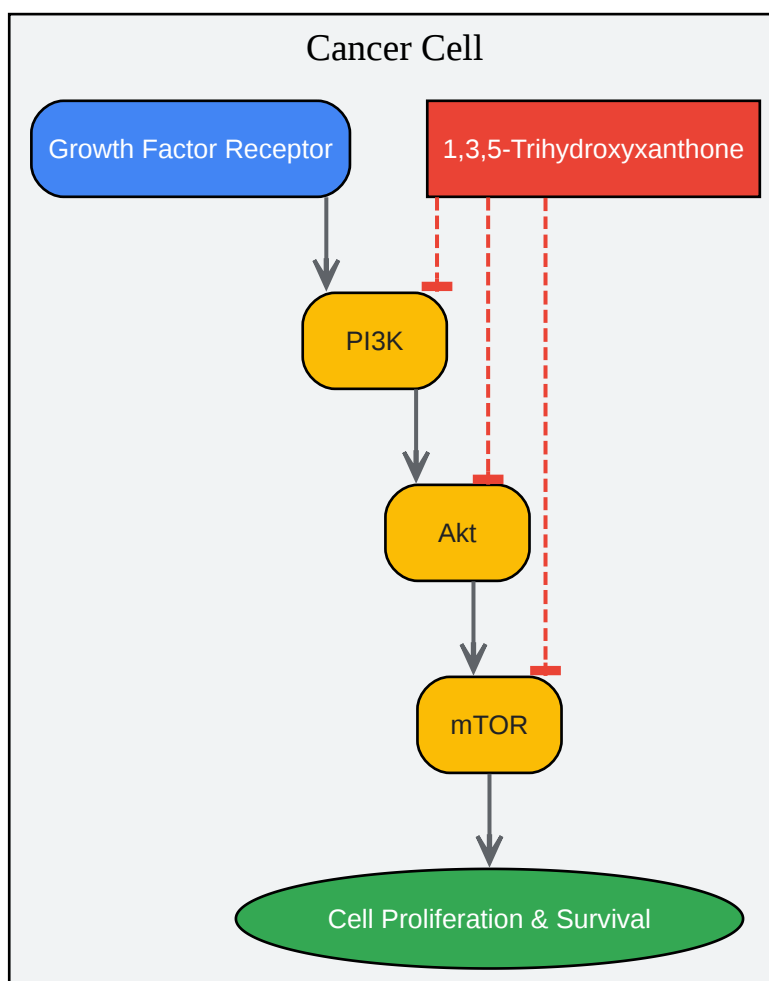 Cancer Cell
Growth Factor Receptor
1,3,5-Trihydroxyxanthone
PI3K
Akt
mTOR
Cell Proliferation & Survival